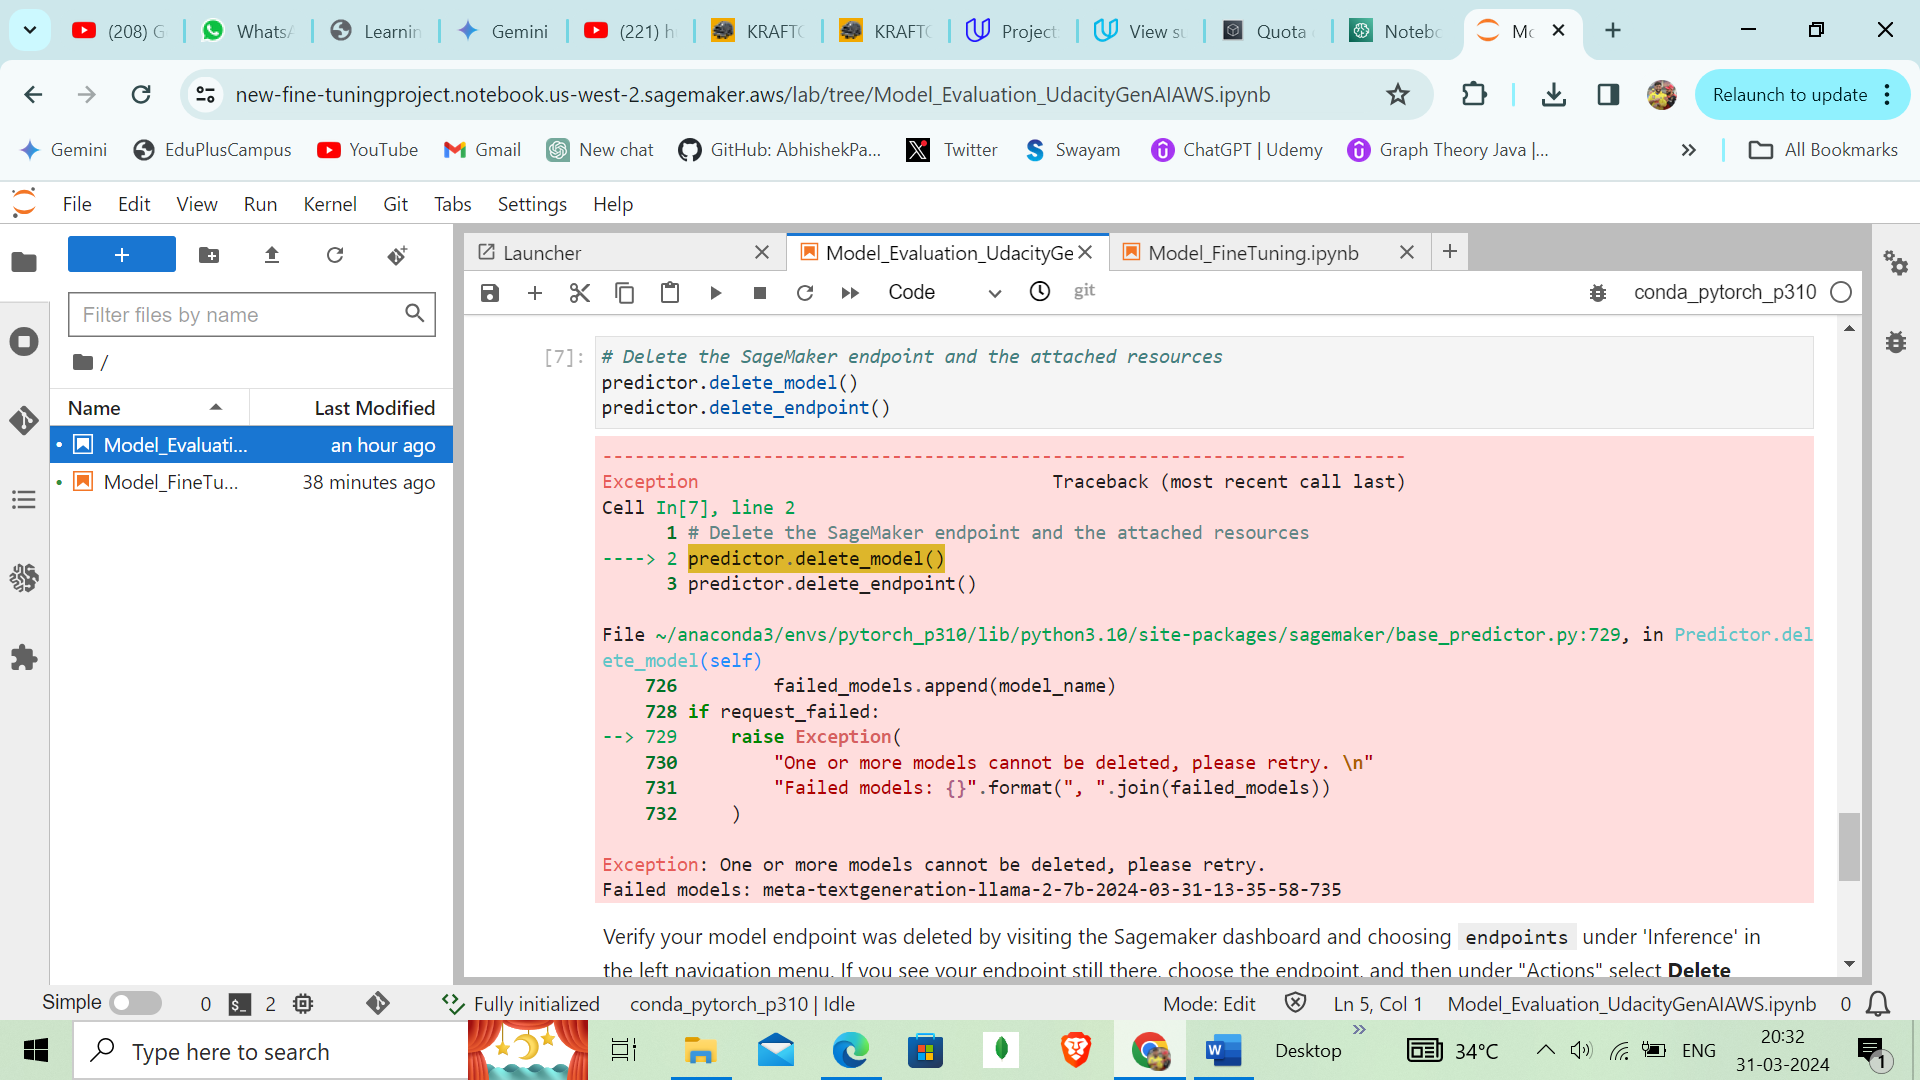 (208) G
WhatsA
Learnin
Gemini
(221) h
KRAFTO
KRAFTO
Project
View su
Quota
Notebo
Mo
new-fine-tuningproject.notebook.us-west-2.sagemaker.aws/lab/tree/Model_Evaluation_UdacityGenAIAWS.ipynb
Relaunch to update
Gemini
EduPlusCampus
YouTube
Gmail
New chat
GitHub: AbhishekPa...
Twitter
Swayam
ChatGPT | Udemy
Graph Theory Java |...
All Bookmarks
File Edit View Run Kernel Git Tabs Settings Help
Launcher
Model_Evaluation_UdacityGe
Model_FineTuning.ipynb
Code
git
conda_pytorch_p310
Filter files by name
/
Name Last Modified
Model_Evaluati... an hour ago
Model_FineTu... 38 minutes ago
[7]: # Delete the SageMaker endpoint and the attached resources
predictor.delete_model()
predictor.delete_endpoint()
---------------------------------------------------------------------------
Exception Traceback (most recent call last)
Cell In[7], line 2
1 # Delete the SageMaker endpoint and the attached resources
----> 2 predictor.delete_model()
3 predictor.delete_endpoint()
File ~/anaconda3/envs/pytorch_p310/lib/python3.10/site-packages/sagemaker/base_predictor.py:729, in Predictor.del
ete_model(self)
726 failed_models.append(model_name)
728 if request_failed:
--> 729 raise Exception(
730 "One or more models cannot be deleted, please retry. \n"
731 "Failed models: {}".format(", ".join(failed_models))
732 )
Exception: One or more models cannot be deleted, please retry.
Failed models: meta-textgeneration-llama-2-7b-2024-03-31-13-35-58-735
Verify your model endpoint was deleted by visiting the Sagemaker dashboard and choosing endpoints under 'Inference' in
the left navigation menu. If you see your endpoint still there, choose the endpoint, and then under "Actions" select Delete
Simple 0 $_ 2 Fully initialized conda_pytorch_p310 | Idle Mode: Edit Ln 5, Col 1 Model_Evaluation_UdacityGenAIAWS.ipynb 0
Type here to search
Desktop
34°C
ENG
20:32
31-03-2024
1